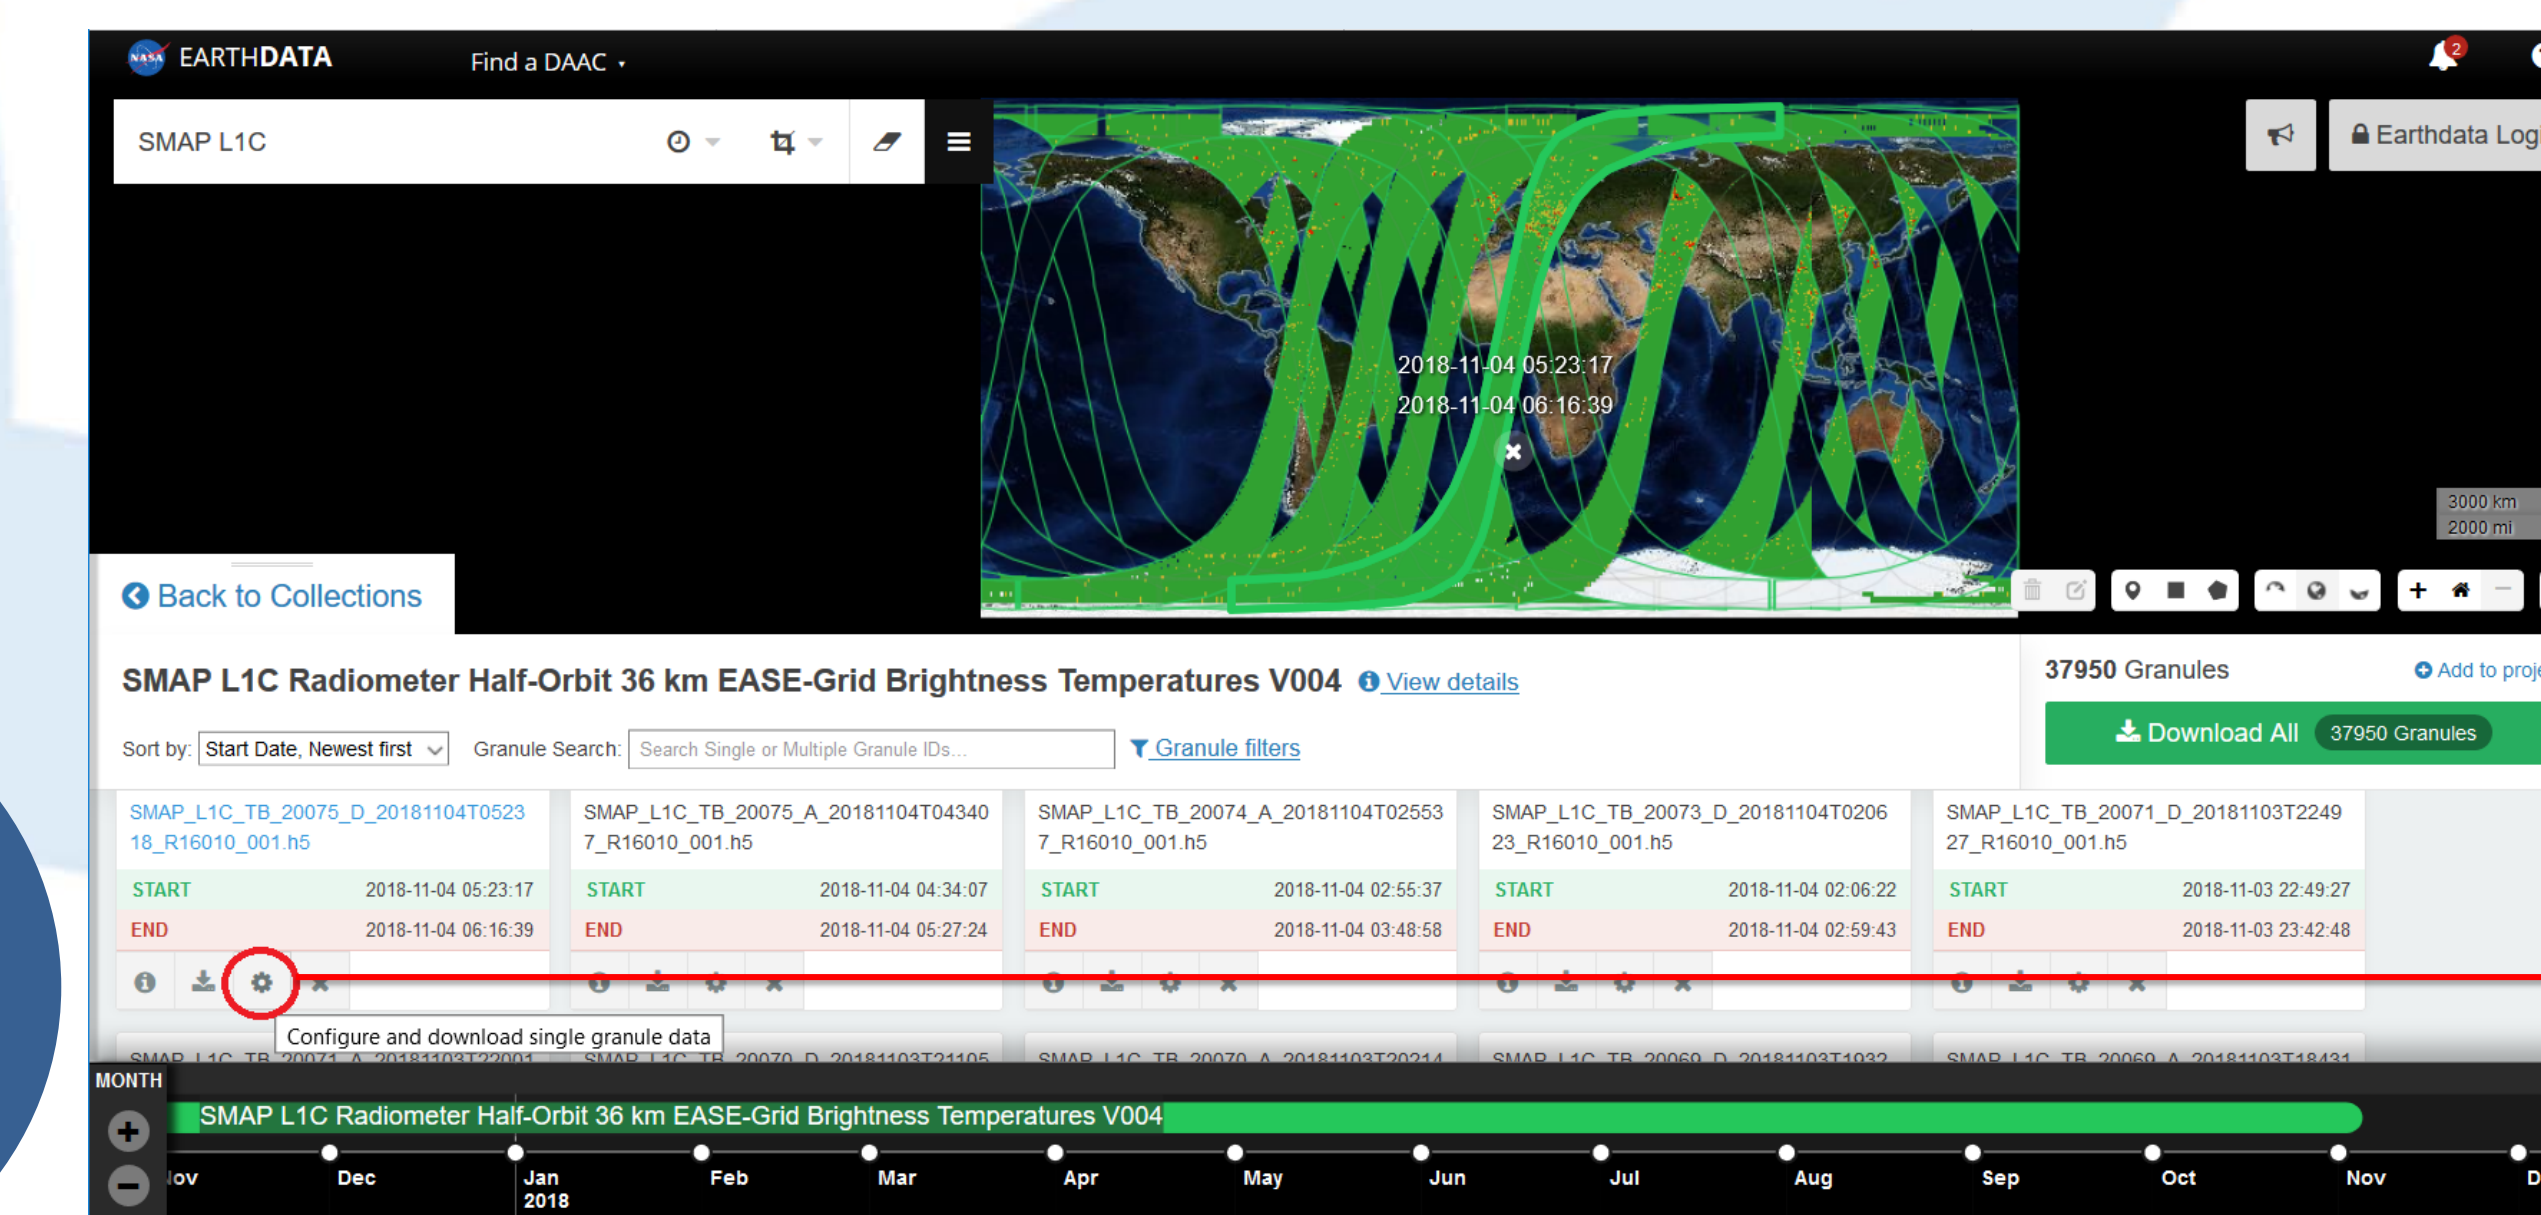 NASA EARTHDATA
Find a DAAC
2
SMAP L1C
Earthdata Log
2018-11-04 05:23:17
2018-11-04 06:16:39
3000 km
2000 mi
Back to Collections
SMAP L1C Radiometer Half-Orbit 36 km EASE-Grid Brightness Temperatures V004 View details
37950 Granules
Add to proje
Sort by: Start Date, Newest first
Granule Search: Search Single or Multiple Granule IDs...
Granule filters
Download All 37950 Granules
SMAP_L1C_TB_20075_D_20181104T0523
18_R16010_001.h5
START 2018-11-04 05:23:17
END 2018-11-04 06:16:39
SMAP_L1C_TB_20075_A_20181104T04340
7_R16010_001.h5
START 2018-11-04 04:34:07
END 2018-11-04 05:27:24
SMAP_L1C_TB_20074_A_20181104T02553
7_R16010_001.h5
START 2018-11-04 02:55:37
END 2018-11-04 03:48:58
SMAP_L1C_TB_20073_D_20181104T0206
23_R16010_001.h5
START 2018-11-04 02:06:22
END 2018-11-04 02:59:43
SMAP_L1C_TB_20071_D_20181103T2249
27_R16010_001.h5
START 2018-11-03 22:49:27
END 2018-11-03 23:42:48
Configure and download single granule data
SMAP_L1C_TB_20071_A_20181103T22001
SMAP_L1C_TB_20070_D_20181103T21105
SMAP_L1C_TB_20070_A_20181103T20214
SMAP_L1C_TB_20069_D_20181103T1932
SMAP_L1C_TB_20069_A_20181103T18431
MONTH
SMAP L1C Radiometer Half-Orbit 36 km EASE-Grid Brightness Temperatures V004
ov Dec Jan Feb Mar Apr May Jun Jul Aug Sep Oct Nov D
2018